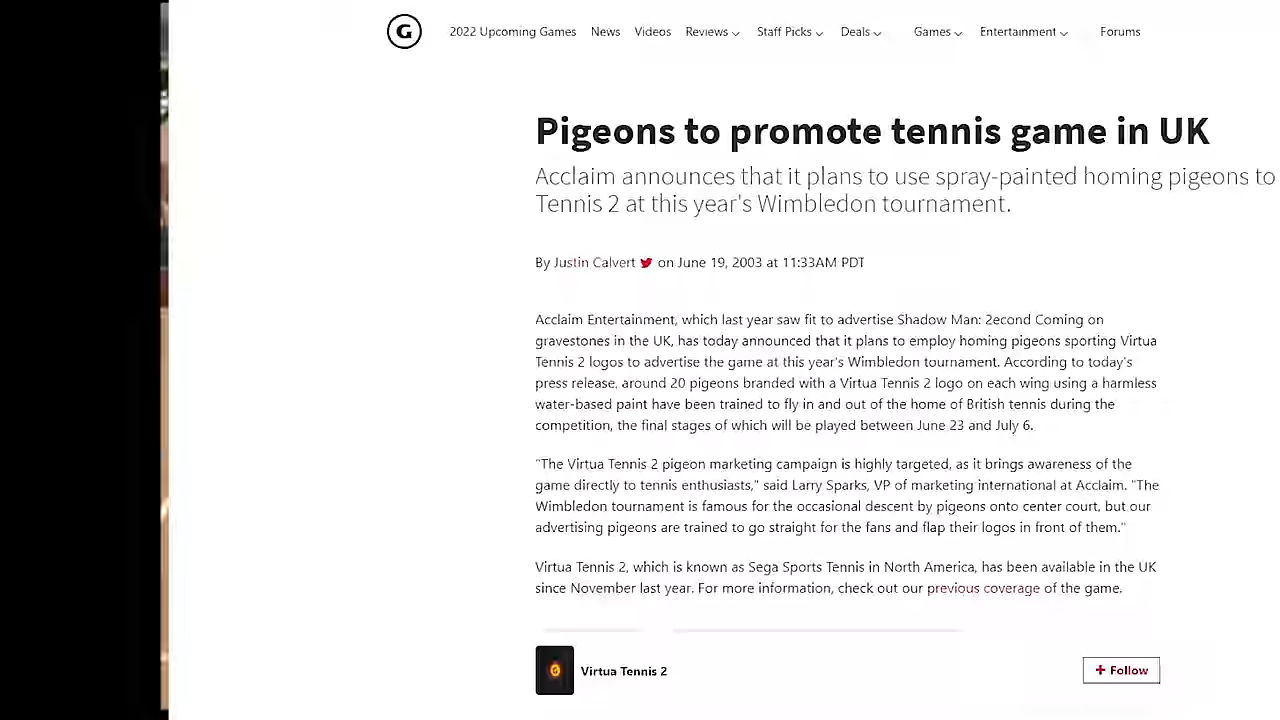 G 2022 Upcoming Games News Videos Reviews Staff Picks Deals Games Entertainment Forums
Pigeons to promote tennis game in UK
Acclaim announces that it plans to use spray-painted homing pigeons to
Tennis 2 at this year's Wimbledon tournament.
By Justin Calvert on June 19, 2003 at 11:33AM PDT
Acclaim Entertainment, which last year saw fit to advertise Shadow Man: 2econd Coming on
gravestones in the UK, has today announced that it plans to employ homing pigeons sporting Virtua
Tennis 2 logos to advertise the game at this year's Wimbledon tournament. According to today's
press release, around 20 pigeons branded with a Virtua Tennis 2 logo on each wing using a harmless
water-based paint have been trained to fly in and out of the home of British tennis during the
competition, the final stages of which will be played between June 23 and July 6.
"The Virtua Tennis 2 pigeon marketing campaign is highly targeted, as it brings awareness of the
game directly to tennis enthusiasts," said Larry Sparks, VP of marketing international at Acclaim. "The
Wimbledon tournament is famous for the occasional descent by pigeons onto center court, but our
advertising pigeons are trained to go straight for the fans and flap their logos in front of them."
Virtua Tennis 2, which is known as Sega Sports Tennis in North America, has been available in the UK
since November last year. For more information, check out our previous coverage of the game.
G Virtua Tennis 2 + Follow